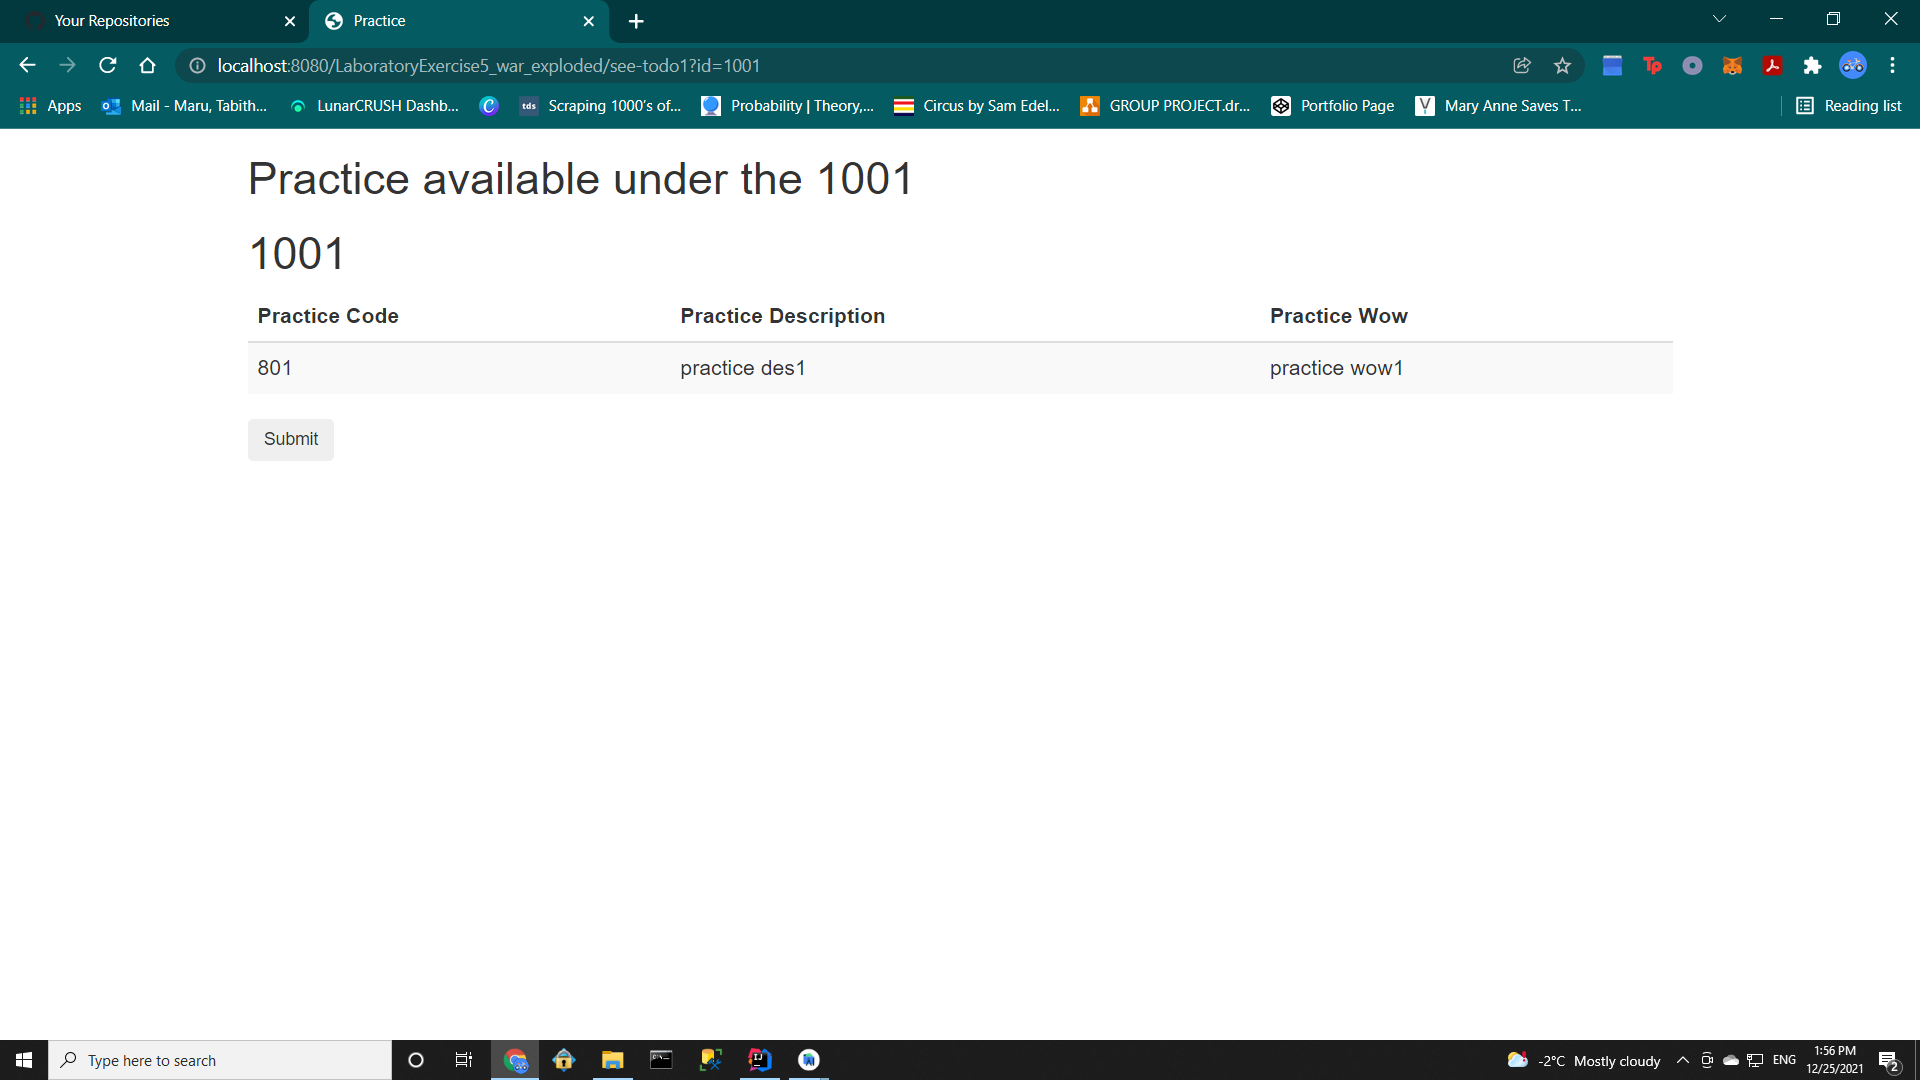 Your Repositories
Practice
localhost:8080/LaboratoryExercise5_war_exploded/see-todo1?id=1001
Apps
Mail - Maru, Tabith...
LunarCRUSH Dashb...
tds
Scraping 1000's of...
Probability | Theory,...
Circus by Sam Edel...
GROUP PROJECT.dr...
Portfolio Page
Mary Anne Saves T...
Reading list
Practice available under the 1001
1001
Practice Code Practice Description Practice Wow
801 practice des1 practice wow1
Submit
Type here to search
-2°C Mostly cloudy
ENG
1:56 PM
12/25/2021
2